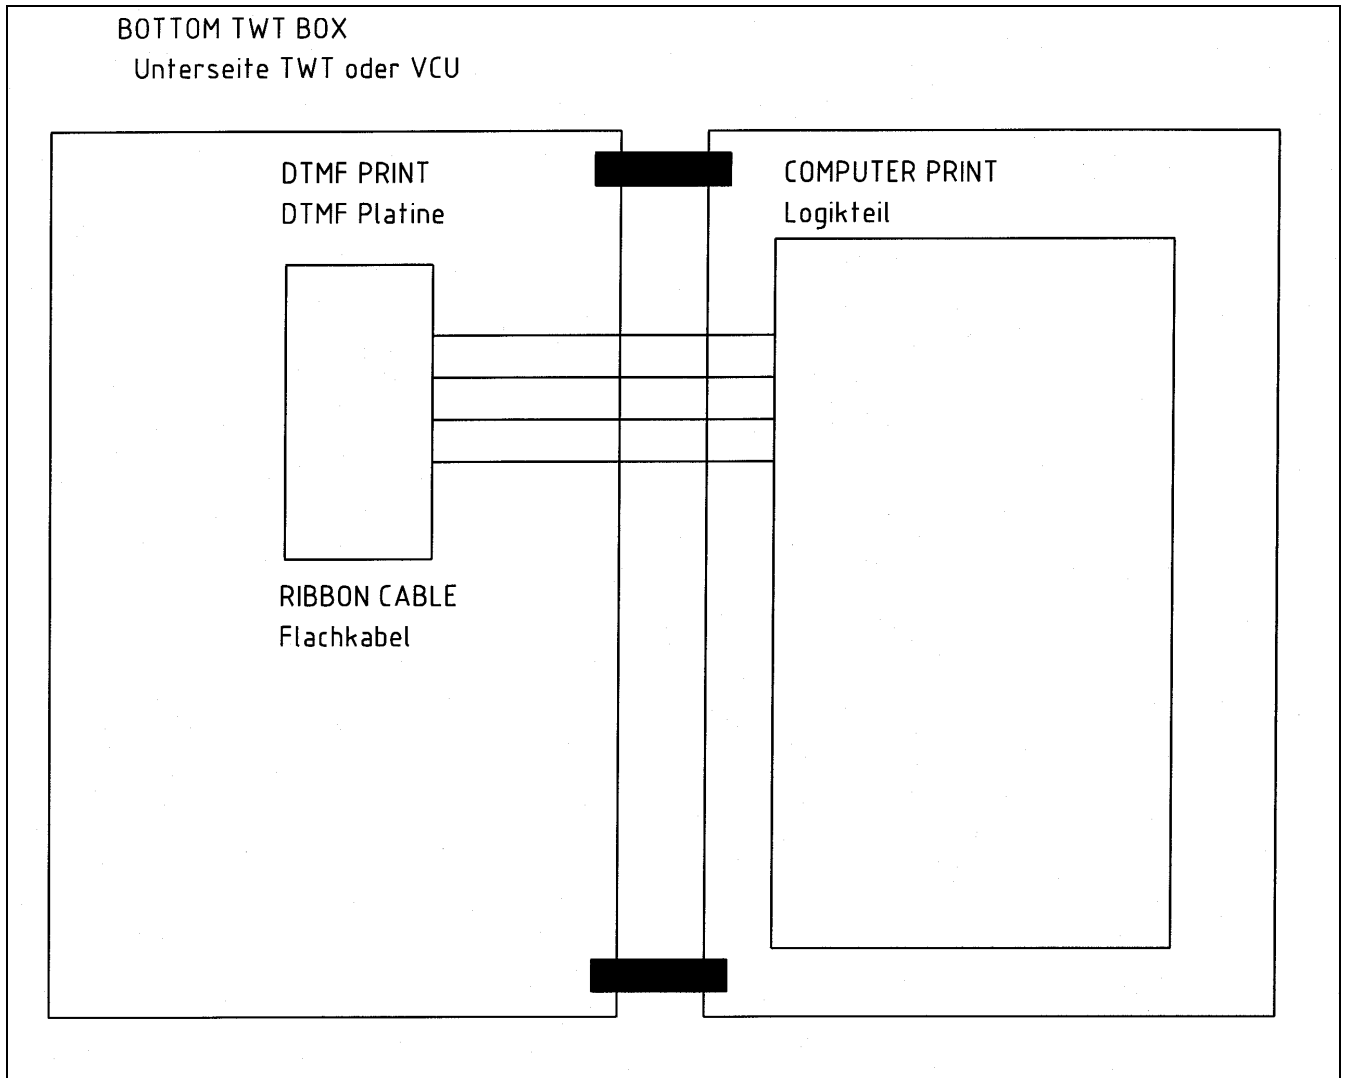 BOTTOM TWT BOX
Unterseite TWT oder VCU
DTMF PRINT
DTMF Platine
COMPUTER PRINT
Logikteil
RIBBON CABLE
Flachkabel